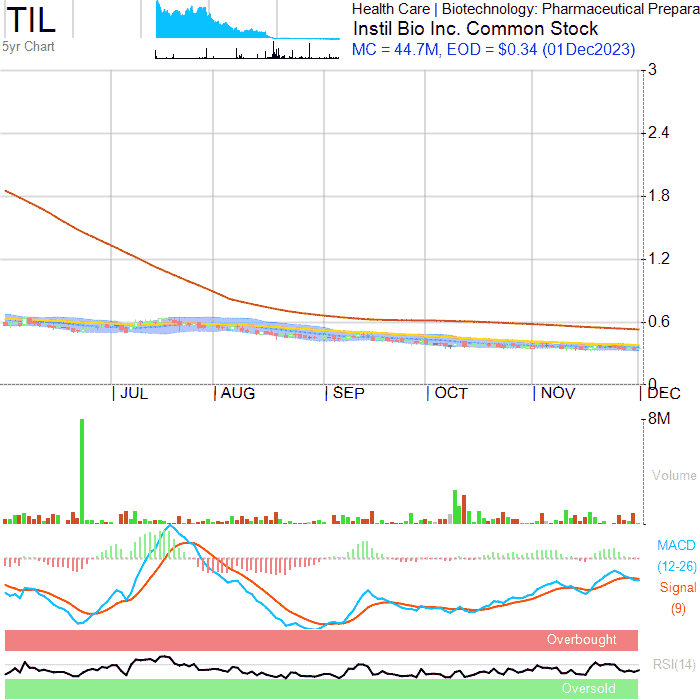 TIL
5yr Chart
Health Care | Biotechnology: Pharmaceutical Prepara
Instil Bio Inc. Common Stock
MC = 44.7M, EOD = $0.34 (01Dec2023)
3
2.4
1.8
1.2
0.6
0
| JUL | AUG | SEP | OCT | NOV | DEC
8M
Volume
MACD
(12-26)
Signal
(9)
Overbought
RSI(14)
Oversold